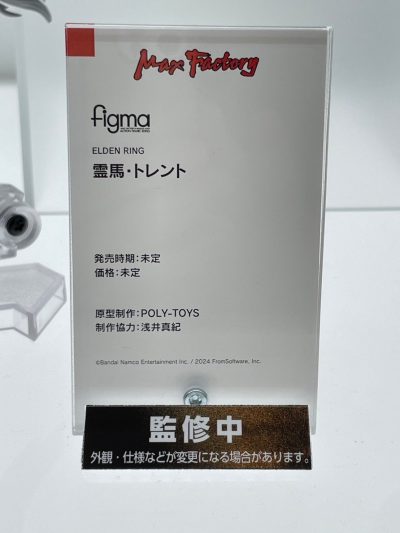 Max Factory
figma
ELDEN RING
霊馬・トレント
発売時期：未定
価格：未定
原型制作：POLY-TOYS
制作協力：浅井真紀
©Bandai Namco Entertainment Inc. / 2024 FromSoftware, Inc.
監修中
外観・仕様などが変更になる場合があります。